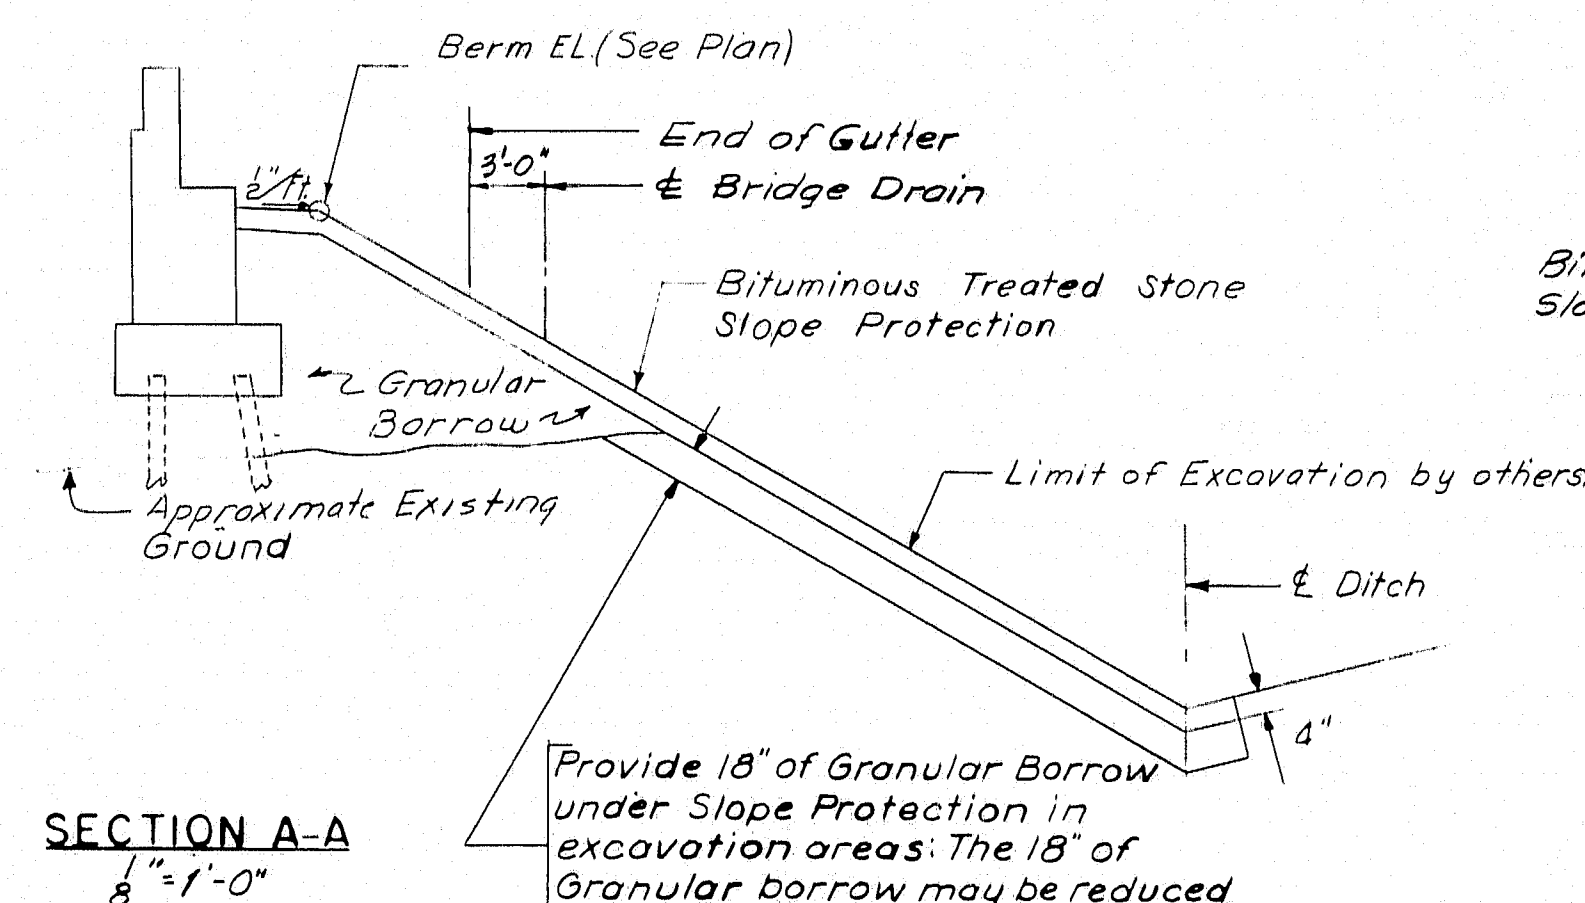 Berm EL.(See Plan)
End of Gutter
3'-0"
℄ Bridge Drain
1/2"/ft.
Bituminous Treated Stone
Slope Protection
Granular
Borrow
Limit of Excavation by others.
Approximate Existing
Ground
℄ Ditch
4"
Provide 18" of Granular Borrow
under Slope Protection in
excavation areas. The 18" of
Granular borrow may be reduced
SECTION A-A
1/8"=1'-0"